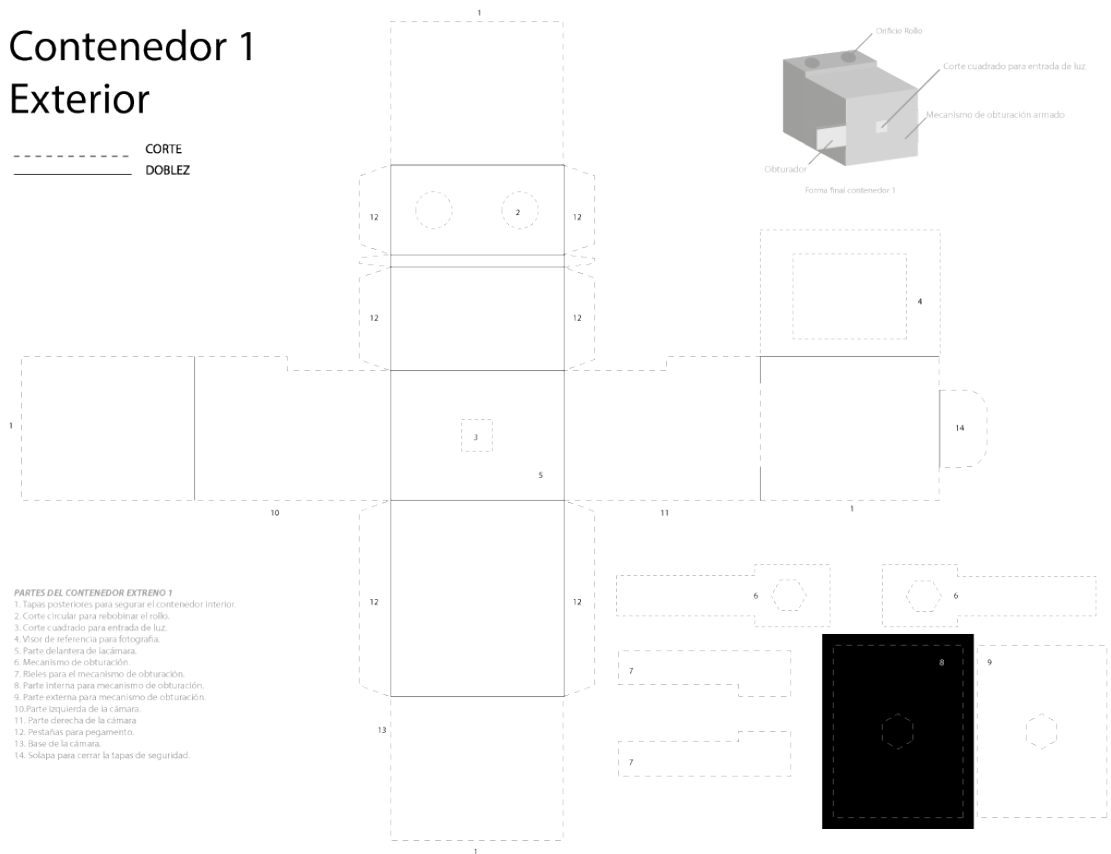 Contenedor 1
Exterior
CORTE
DOBLEZ
1
Orificio Rollo
Corte cuadrado para entrada de luz
Mecanismo de obturación armado
Obturador
Forma final contenedor 1
12
2
12
12
12
4
1
3
5
14
10
11
1
12
12
6
6
7
8
9
13
7
1
PARTES DEL CONTENEDOR EXTRENO 1
1. Tapas posteriores para segurar el contenedor interior.
2. Corte circular para rebobinar el rollo.
3. Corte cuadrado para entrada de luz.
4. Visor de referencia para fotografia.
5. Parte delantera de lacámara.
6. Mecanismo de obturación.
7. Rieles para el mecanismo de obturación.
8. Parte interna para mecanismo de obturación.
9. Parte externa para mecanismo de obturación.
10.Parte izquierda de la cámara.
11. Parte derecha de la cámara
12. Pestañas para pegamento.
13. Base de la cámara.
14. Solapa para cerrar la tapas de seguridad.